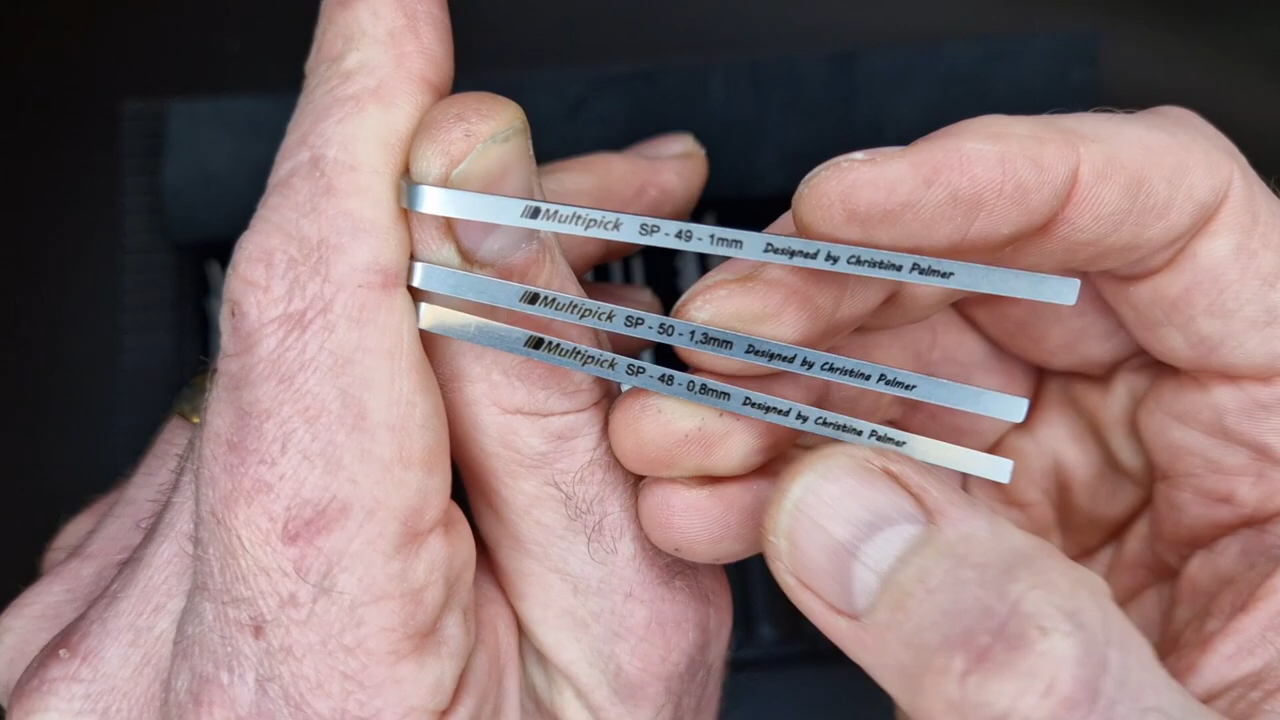 Multipick SP - 49 - 1mm Designed by Christina Palmer
Multipick SP - 50 - 1,3mm Designed by Christina Palmer
Multipick SP - 48 - 0,8mm Designed by Christina Palmer